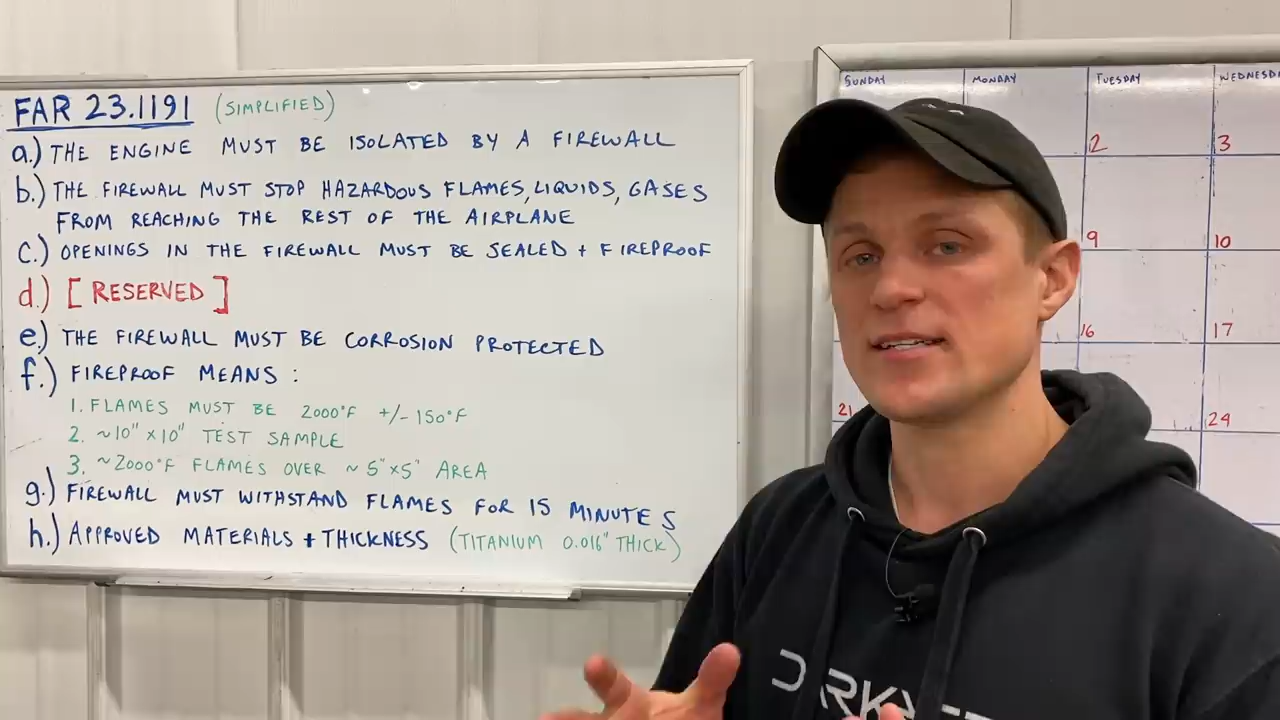 FAR 23.1191 (SIMPLIFIED)
a.) THE ENGINE MUST BE ISOLATED BY A FIREWALL
b.) THE FIREWALL MUST STOP HAZARDOUS FLAMES, LIQUIDS, GASES
FROM REACHING THE REST OF THE AIRPLANE
c.) OPENINGS IN THE FIREWALL MUST BE SEALED + FIREPROOF
d.) [RESERVED]
e.) THE FIREWALL MUST BE CORROSION PROTECTED
f.) FIREPROOF MEANS:
1. FLAMES MUST BE 2000°F +/- 150°F
2. ~10" x 10" TEST SAMPLE
3. ~2000°F FLAMES OVER ~ 5" x 5" AREA
g.) FIREWALL MUST WITHSTAND FLAMES FOR 15 MINUTES
h.) APPROVED MATERIALS + THICKNESS (TITANIUM 0.016" THICK)
SUNDAY MONDAY TUESDAY WEDNESDA
2 3
9 10
16 17
21 24